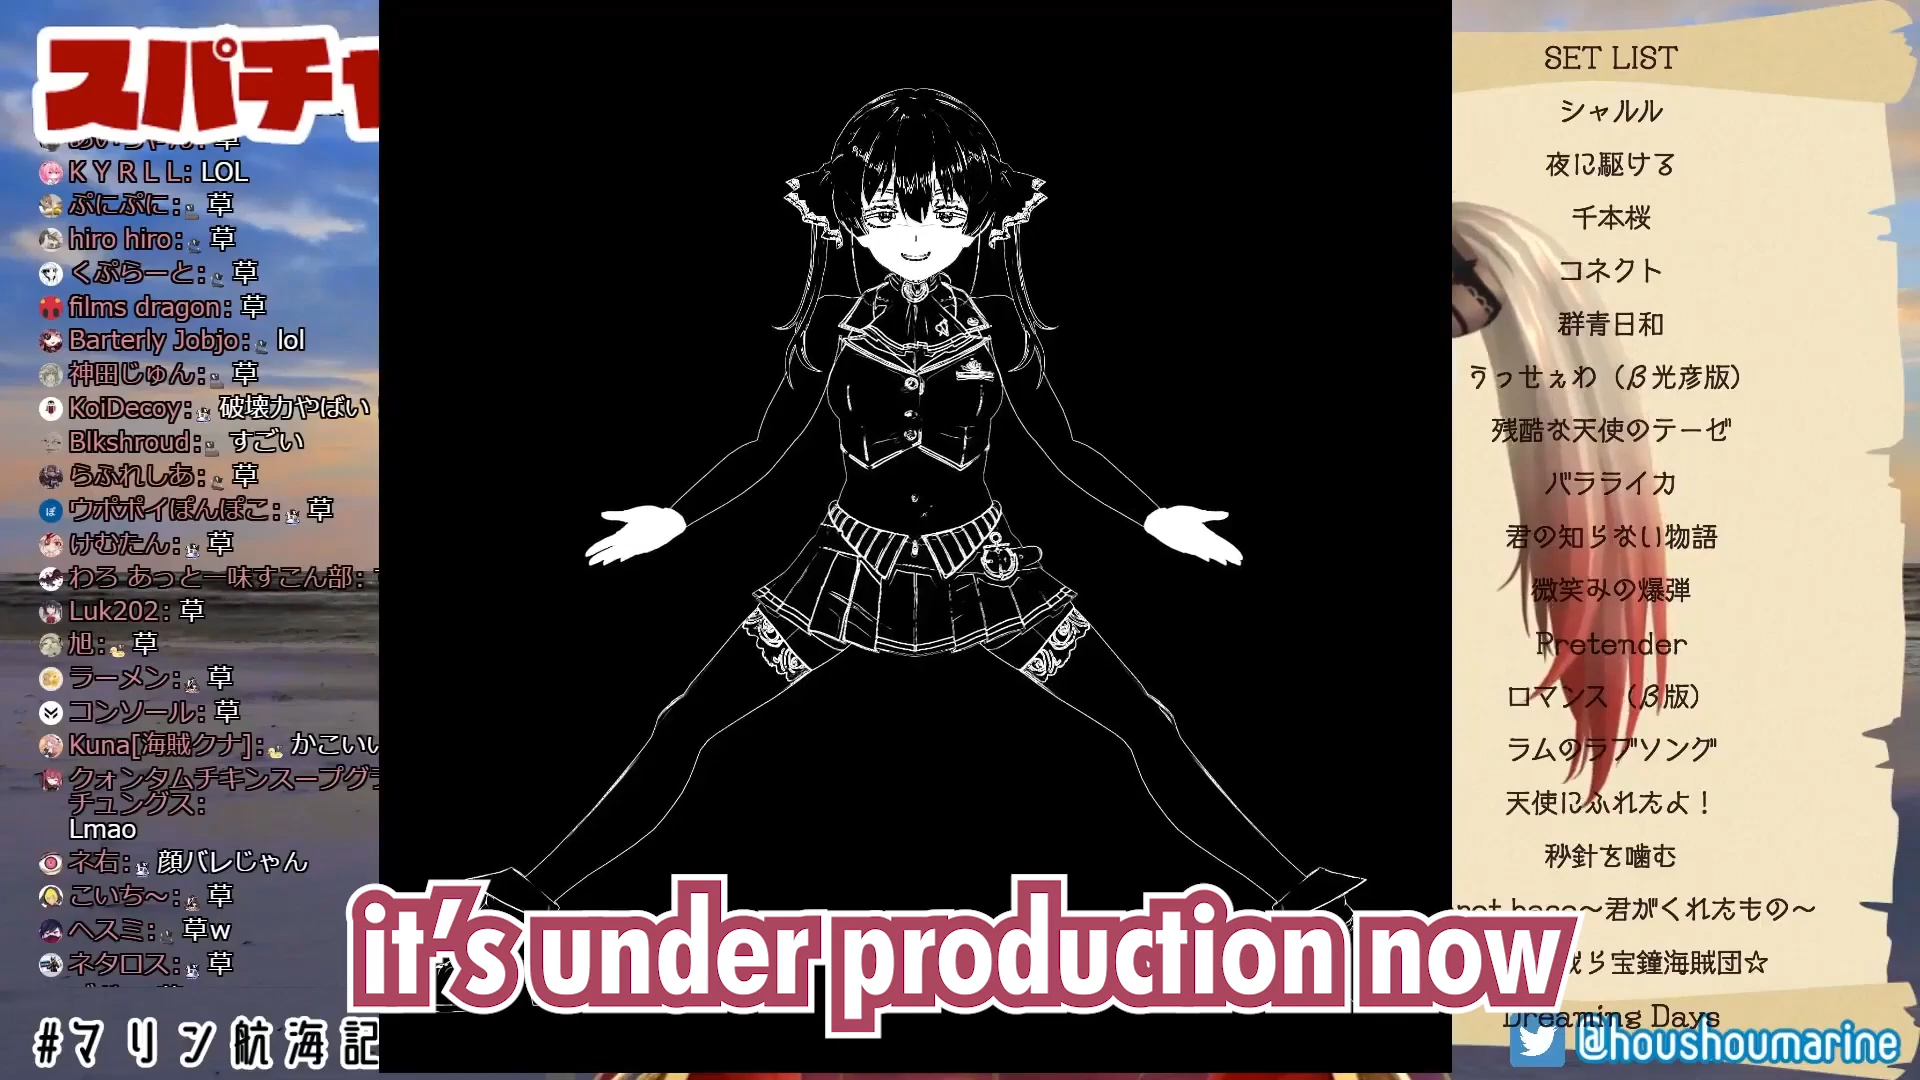 スパチャ
KYRLL: LOL
ぷにぷに: 草
hiro hiro: 草
くぷらーと: 草
films dragon: 草
Barterly Jobjo: lol
神田じゅん: 草
KoiDecoy: 破壊力やばい
Blkshroud: すごい
らふれしあ: 草
ぽ
ウポポイぽんぽこ: 草
けむたん: 草
わろ あっと一味すこん部:
Luk202: 草
旭: 草
ラーメン: 草
コンソール: 草
Kuna[海賊クナ]: かこいい
クォンタムチキンスープグラ
チュングス:
Lmao
ネ右: 顔バレじゃん
こいち〜: 草
ヘスミ: 草w
ネタロス: 草
#マリン航海記
it's under production now
SET LIST
シャルル
夜に駆ける
千本桜
コネクト
群青日和
うっせぇわ（β光彦版）
残酷な天使のテーゼ
バラライカ
君の知らない物語
微笑みの爆弾
Pretender
ロマンス（β版）
ラムのラブソング
天使にふれたよ！
秒針を噛む
〜君がくれたもの〜
ら宝鐘海賊団☆
Dreaming Days
@houshoumarine